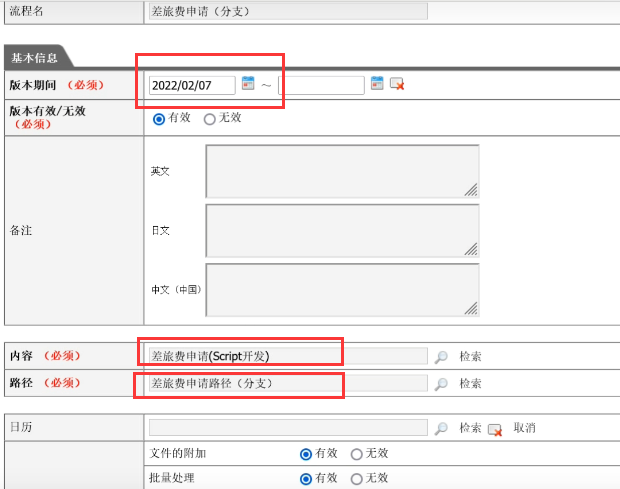 流程名 差旅费申请（分支）
基本信息
版本期间 （必须） 2022/02/07 ～
版本有效/无效
（必须） 有效 无效
英文
备注 日文
中文（中国）
内容 （必须） 差旅费申请(Script开发) 检索
路径 （必须） 差旅费申请路径（分支） 检索
日历 检索 取消
文件的附加 有效 无效
批量处理 有效 无效